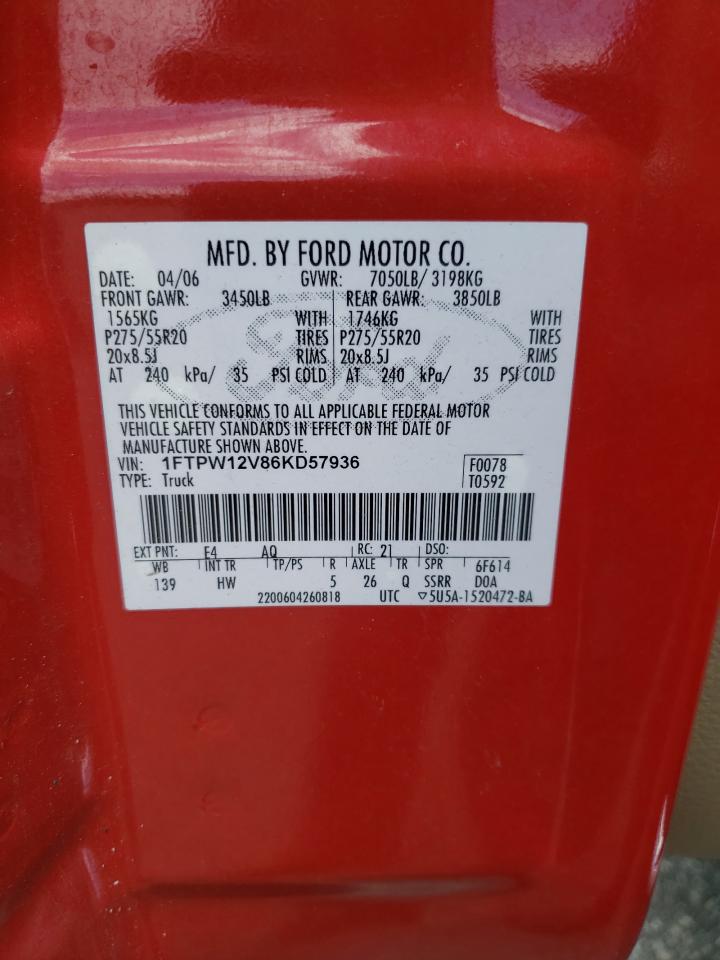 MFD. BY FORD MOTOR CO.
DATE: 04/06 GVWR: 7050LB/ 3198KG
FRONT GAWR: 3450LB REAR GAWR: 3850LB
1565KG WITH 1746KG WITH
P275/55R20 TIRES P275/55R20 TIRES
20x8.5J RIMS 20x8.5J RIMS
AT 240 kPa/ 35 PSI COLD AT 240 kPa/ 35 PSI COLD
Ford
THIS VEHICLE CONFORMS TO ALL APPLICABLE FEDERAL MOTOR
VEHICLE SAFETY STANDARDS IN EFFECT ON THE DATE OF
MANUFACTURE SHOWN ABOVE.
VIN: 1FTPW12V86KD57936 F0078
TYPE: Truck T0592
EXT PNT: E4 AQ RC: 21 DSO:
WB INT TR TP/PS R AXLE TR SPR 6F614
139 HW 5 26 Q SSRR DOA
2200604260818 UTC ▽5U5A-1520472-BA